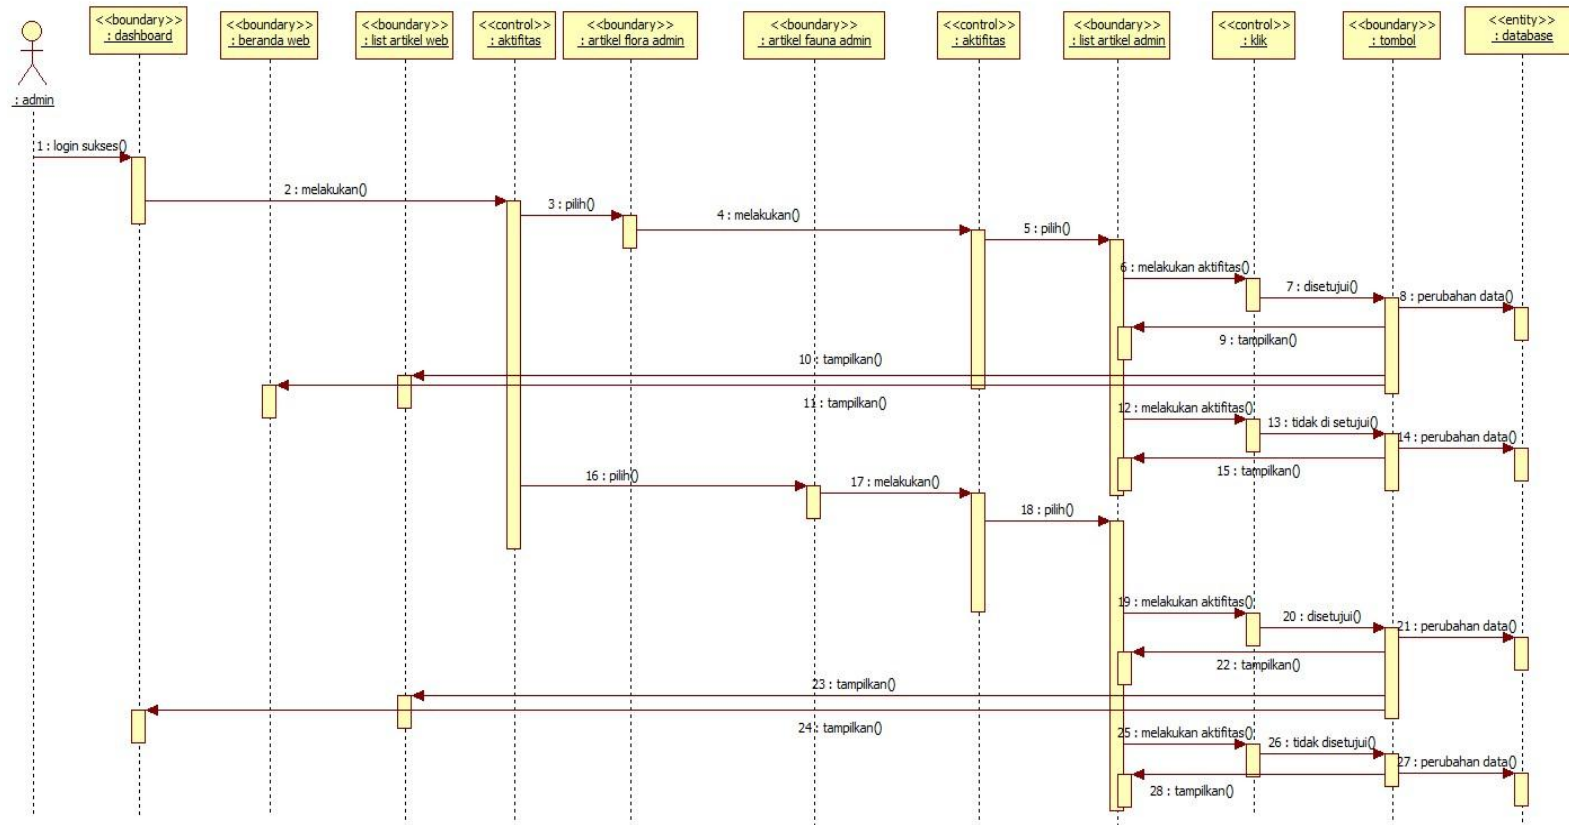 <<boundary>>
: dashboard
<<boundary>>
: beranda web
<<boundary>>
: list artikel web
<<control>>
: aktifitas
<<boundary>>
: artikel flora admin
<<boundary>>
: artikel fauna admin
<<control>>
: aktifitas
<<boundary>>
: list artikel admin
<<control>>
: klik
<<boundary>>
: tombol
<<entity>>
: database
: admin
1 : login sukses()
2 : melakukan()
3 : pilih()
4 : melakukan()
5 : pilih()
6 : melakukan aktifitas()
7 : disetujui()
8 : perubahan data()
9 : tampilkan()
10 : tampilkan()
11 : tampilkan()
12 : melakukan aktifitas()
13 : tidak di setujui()
14 : perubahan data()
15 : tampilkan()
16 : pilih()
17 : melakukan()
18 : pilih()
19 : melakukan aktifitas()
20 : disetujui()
21 : perubahan data()
22 : tampilkan()
23 : tampilkan()
24 : tampilkan()
25 : melakukan aktifitas()
26 : tidak disetujui()
27 : perubahan data()
28 : tampilkan()